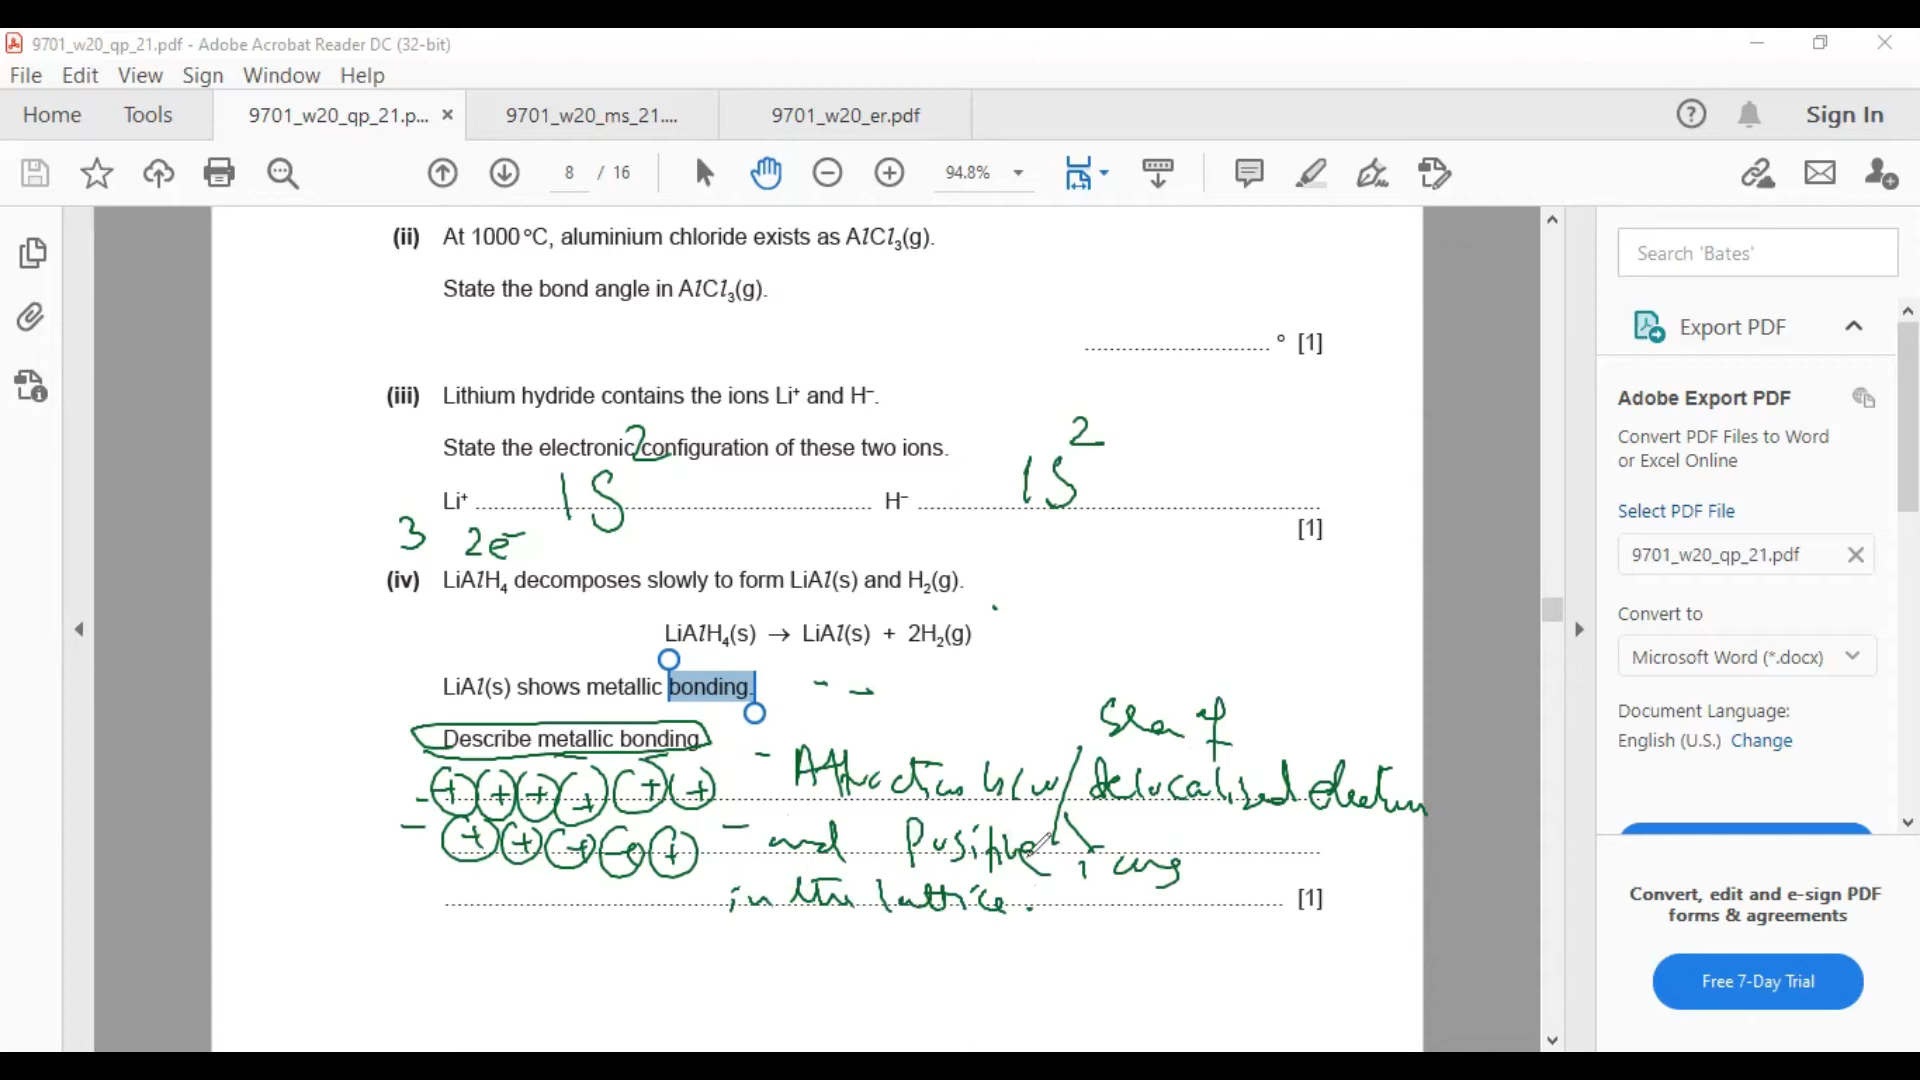 9701_w20_qp_21.pdf - Adobe Acrobat Reader DC (32-bit)
File Edit View Sign Window Help
Home Tools 9701_w20_qp_21.p... × 9701_w20_ms_21.... 9701_w20_er.pdf Sign In
8 / 16 94.8%
(ii) At 1000 °C, aluminium chloride exists as AlCl3(g).
State the bond angle in AlCl3(g).
° [1]
(iii) Lithium hydride contains the ions Li+ and H–.
State the electronic configuration of these two ions.
Li+ 1S2 H– 1S2
[1]
3 2e-
(iv) LiAlH4 decomposes slowly to form LiAl(s) and H2(g).
LiAlH4(s) → LiAl(s) + 2H2(g)
LiAl(s) shows metallic bonding.
Describe metallic bonding
Sea of
- Attraction b/w delocalized electron
+ + + + + +
and Positive ions
+ + + + +
in the lattice. [1]
Search 'Bates'
Export PDF
Adobe Export PDF
Convert PDF Files to Word
or Excel Online
Select PDF File
9701_w20_qp_21.pdf
Convert to
Microsoft Word (*.docx)
Document Language:
English (U.S.) Change
Convert, edit and e-sign PDF
forms & agreements
Free 7-Day Trial